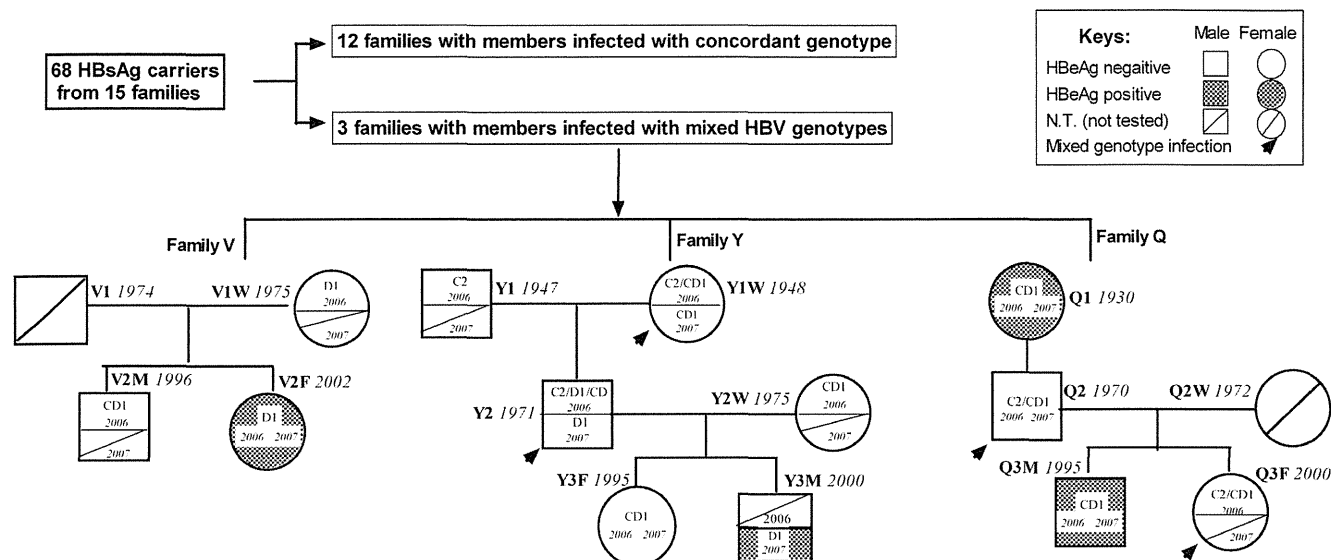 12 families with members infected with concordant genotype
68 HBsAg carriers
from 15 families
3 families with members infected with mixed HBV genotypes
Keys:
Male Female
HBeAg negaitive
HBeAg positive
N.T. (not tested)
Mixed genotype infection
Family V
Family Y
Family Q
V1 1974
V1W 1975
D1
2006
2007
V2M 1996
CD1
2006
2007
V2F 2002
D1
2006 2007
C2
2006
2007
Y1 1947
C2/CD1
2006
CD1
2007
Y1W 1948
Y2 1971
C2/D1/CD
2006
D1
2007
Y2W 1975
CD1
2006
2007
Y3F 1995
CD1
2006 2007
Y3M 2000
2006
D1
2007
CD1
2006 2007
Q1 1930
C2/CD1
2006 2007
Q2 1970
Q2W 1972
Q3M 1995
CD1
2006 2007
Q3F 2000
C2/CD1
2006
2007